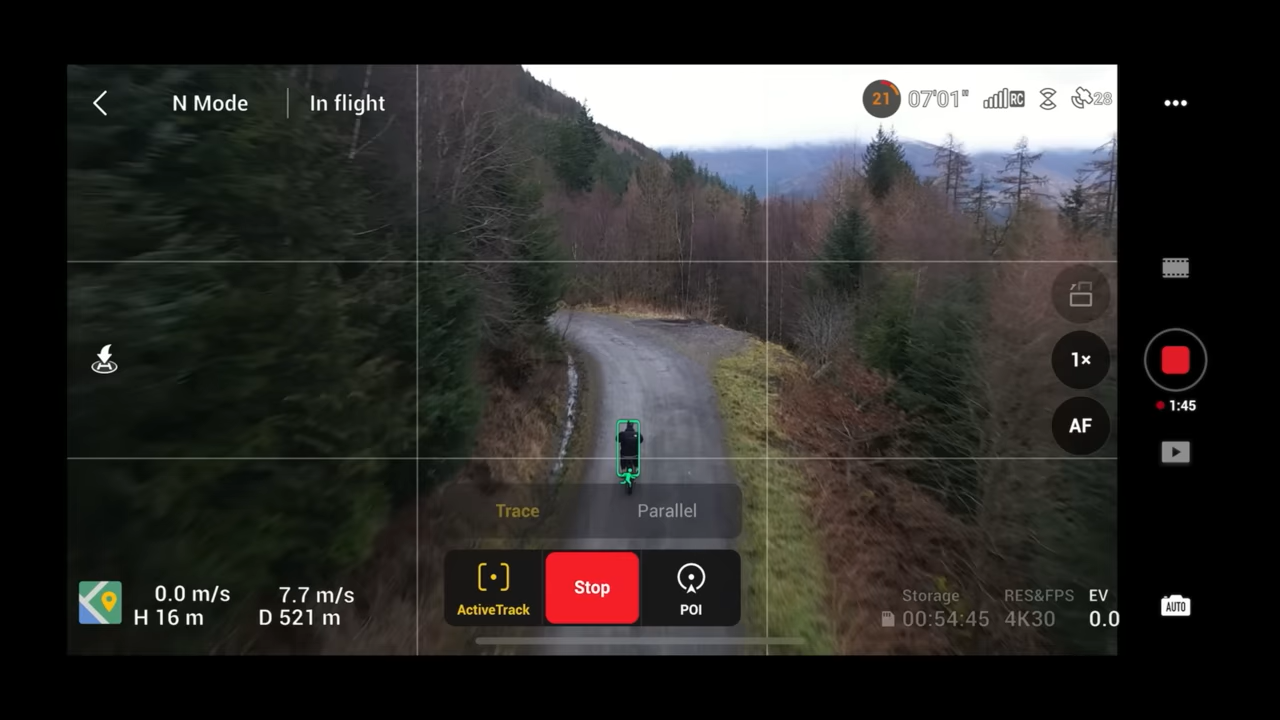 N Mode
In flight
21
07'01"
RC
28
1×
AF
1:45
Trace
Parallel
ActiveTrack
Stop
POI
0.0 m/s
7.7 m/s
H 16 m
D 521 m
Storage
RES&FPS
EV
00:54:45
4K30
0.0
AUTO